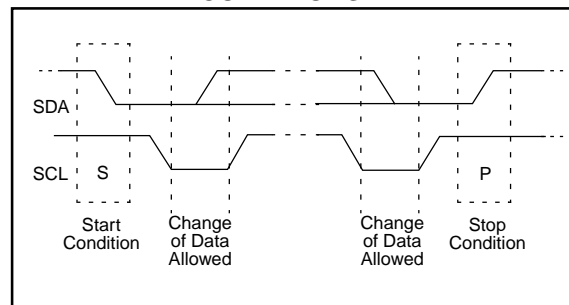 SDA
SCL
S
P
Start
Condition
Change
of Data
Allowed
Change
of Data
Allowed
Stop
Condition